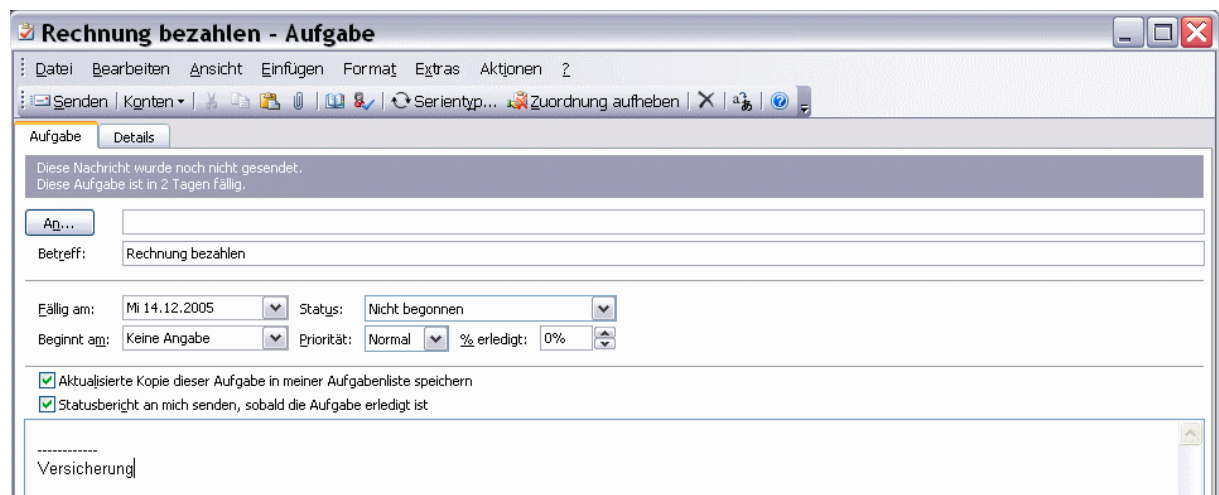 Rechnung bezahlen - Aufgabe
Datei Bearbeiten Ansicht Einfügen Format Extras Aktionen ?
Senden Konten Serientyp... Zuordnung aufheben
Aufgabe Details
Diese Nachricht wurde noch nicht gesendet.
Diese Aufgabe ist in 2 Tagen fällig.
An...
Betreff: Rechnung bezahlen
Fällig am: Mi 14.12.2005 Status: Nicht begonnen
Beginnt am: Keine Angabe Priorität: Normal % erledigt: 0%
Aktualisierte Kopie dieser Aufgabe in meiner Aufgabenliste speichern
Statusbericht an mich senden, sobald die Aufgabe erledigt ist
------------
Versicherung